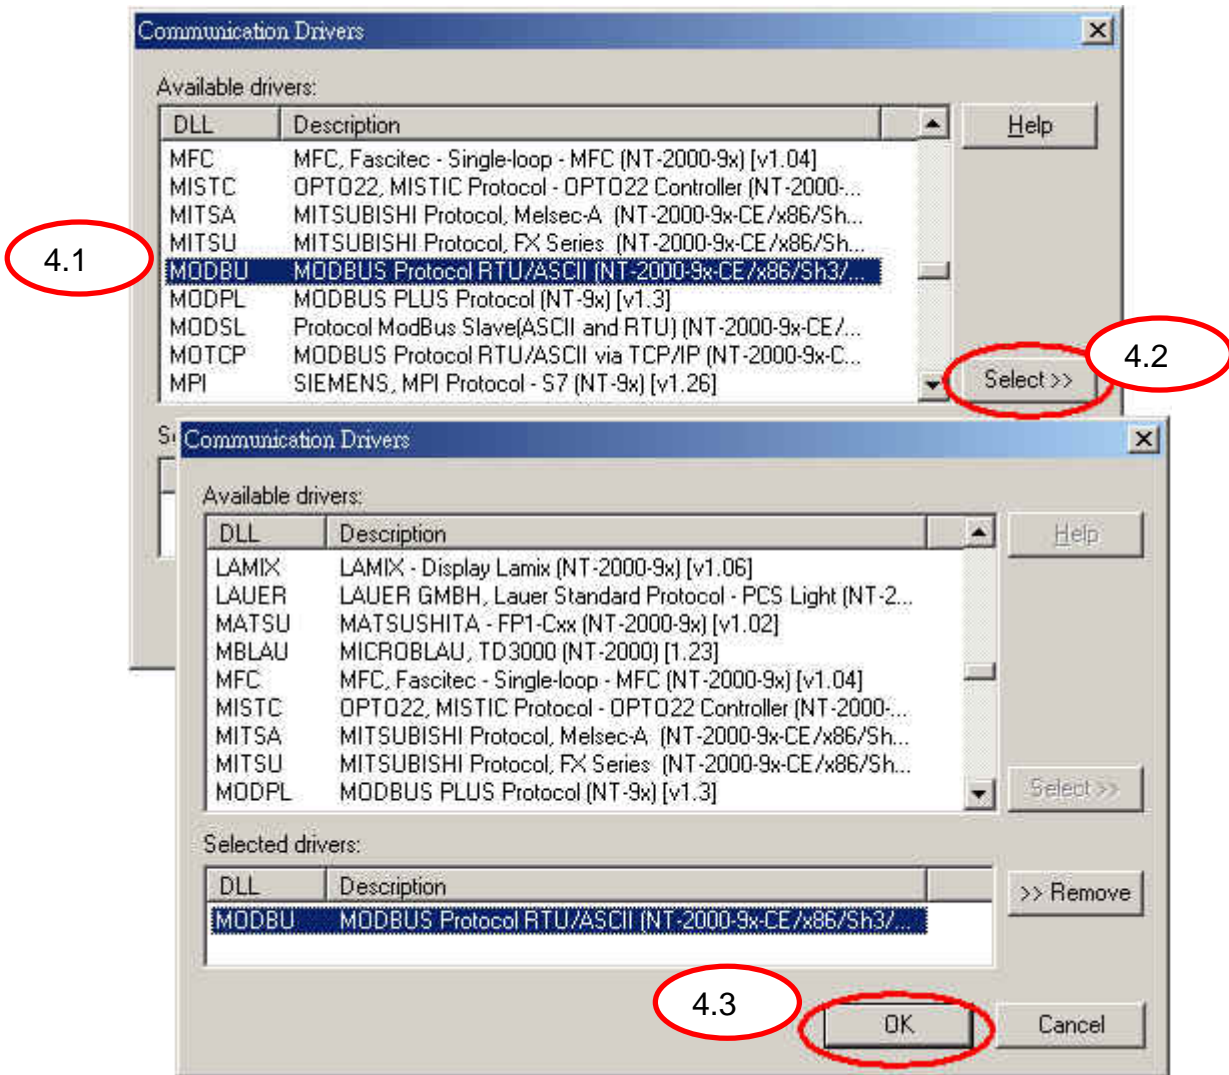 Communication Drivers
Available drivers:
DLL Description
Help
MFC MFC, Fascitec - Single-loop - MFC (NT-2000-9x) [v1.04]
MISTC OPTO22, MISTIC Protocol - OPTO22 Controller (NT-2000-...
MITSA MITSUBISHI Protocol, Melsec-A (NT-2000-9x-CE/x86/Sh...
MITSU MITSUBISHI Protocol, FX Series (NT-2000-9x-CE/x86/Sh...
4.1
MODBU MODBUS Protocol RTU/ASCII (NT-2000-9x-CE/x86/Sh3/...
MODPL MODBUS PLUS Protocol (NT-9x) [v1.3]
MODSL Protocol ModBus Slave(ASCII and RTU) (NT-2000-9x-CE/...
MOTCP MODBUS Protocol RTU/ASCII via TCP/IP (NT-2000-9x-C...
4.2
MPI SIEMENS, MPI Protocol - S7 (NT-9x) [v1.26]
Select >>
Communication Drivers
Available drivers:
DLL Description
Help
LAMIX LAMIX - Display Lamix (NT-2000-9x) [v1.06]
LAUER LAUER GMBH, Lauer Standard Protocol - PCS Light (NT-2...
MATSU MATSUSHITA - FP1-Cxx (NT-2000-9x) [v1.02]
MBLAU MICROBLAU, TD3000 (NT-2000) [1.23]
MFC MFC, Fascitec - Single-loop - MFC (NT-2000-9x) [v1.04]
MISTC OPTO22, MISTIC Protocol - OPTO22 Controller (NT-2000-...
MITSA MITSUBISHI Protocol, Melsec-A (NT-2000-9x-CE/x86/Sh...
MITSU MITSUBISHI Protocol, FX Series (NT-2000-9x-CE/x86/Sh...
MODPL MODBUS PLUS Protocol (NT-9x) [v1.3]
Select >>
Selected drivers:
DLL Description
>> Remove
MODBU MODBUS Protocol RTU/ASCII (NT-2000-9x-CE/x86/Sh3/...
4.3
OK
Cancel